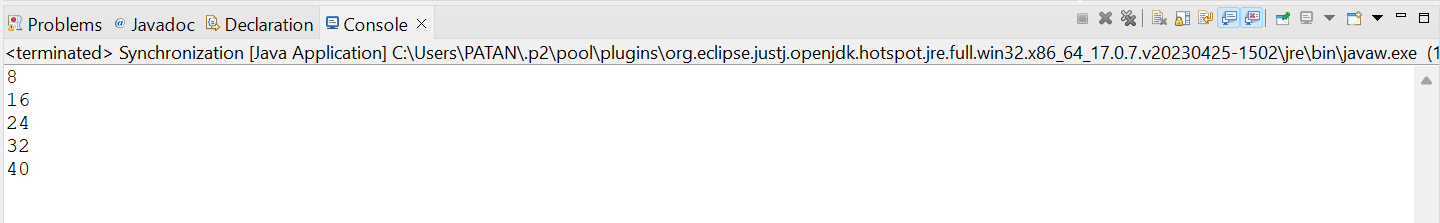 Problems @ Javadoc Declaration Console
<terminated> Synchronization [Java Application] C:\Users\PATAN\.p2\pool\plugins\org.eclipse.justj.openjdk.hotspot.jre.full.win32.x86_64_17.0.7.v20230425-1502\jre\bin\javaw.exe (1
8
16
24
32
40